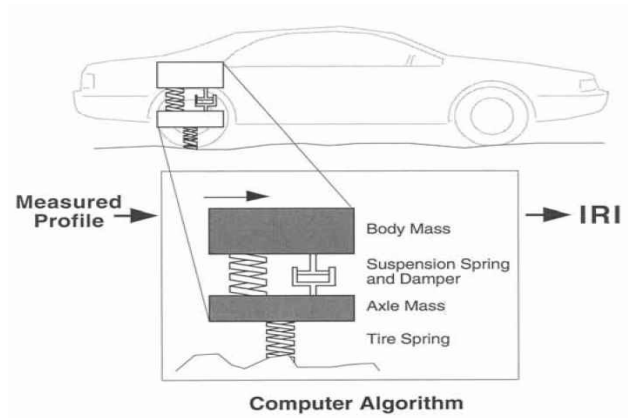 Measured
Profile
IRI
Body Mass
Suspension Spring
and Damper
Axle Mass
Tire Spring
Computer Algorithm